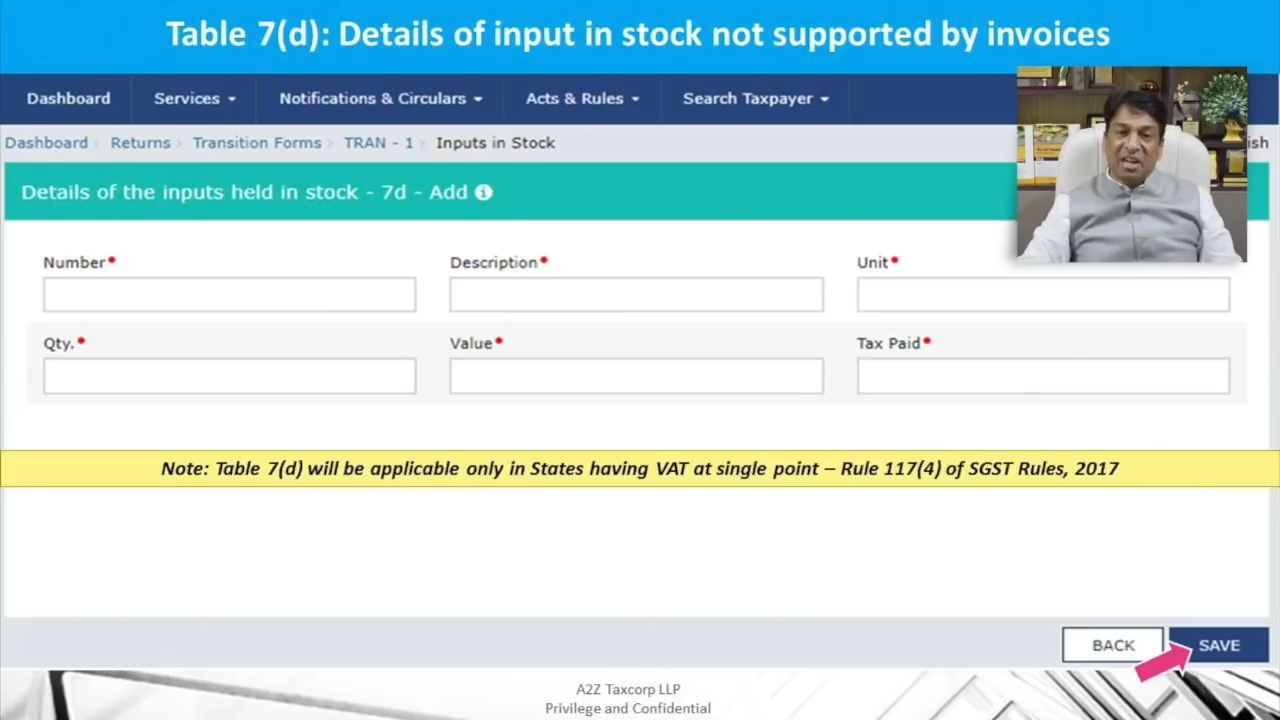 Table 7(d): Details of input in stock not supported by invoices
Dashboard Services Notifications & Circulars Acts & Rules Search Taxpayer
Dashboard Returns Transition Forms TRAN - 1 Inputs in Stock
Details of the inputs held in stock - 7d - Add
Number Description Unit
Qty. Value Tax Paid
Note: Table 7(d) will be applicable only in States having VAT at single point – Rule 117(4) of SGST Rules, 2017
BACK SAVE
A2Z Taxcorp LLP
Privilege and Confidential